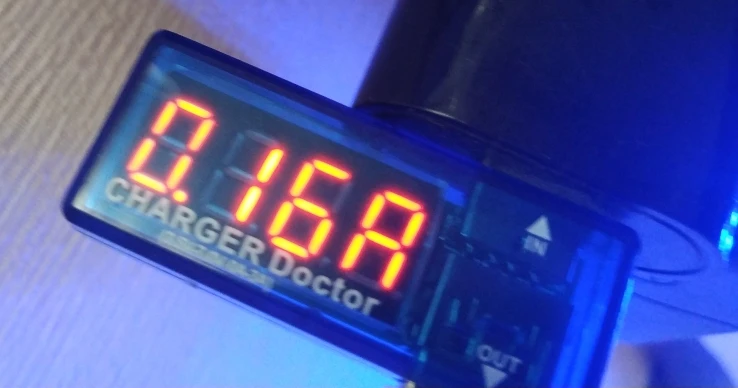 0.16A
CHARGER Doctor
IN
OUT